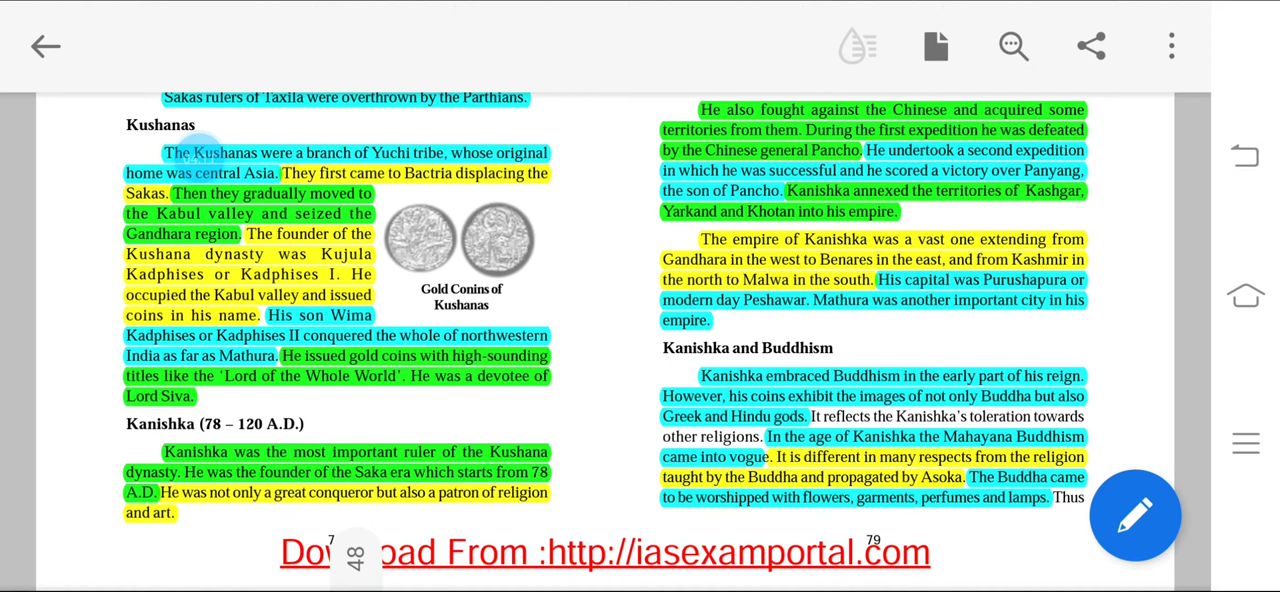 Sakas rulers of Taxila were overthrown by the Parthians.
Kushanas
The Kushanas were a branch of Yuchi tribe, whose original
home was central Asia. They first came to Bactria displacing the
Sakas. Then they gradually moved to
the Kabul valley and seized the
Gandhara region. The founder of the
Kushana dynasty was Kujula
Kadphises or Kadphises I. He
occupied the Kabul valley and issued
coins in his name. His son Wima
Gold Conins of
Kushanas
Kadphises or Kadphises II conquered the whole of northwestern
India as far as Mathura. He issued gold coins with high-sounding
titles like the ‘Lord of the Whole World’. He was a devotee of
Lord Siva.
Kanishka (78 – 120 A.D.)
Kanishka was the most important ruler of the Kushana
dynasty. He was the founder of the Saka era which starts from 78
A.D. He was not only a great conqueror but also a patron of religion
and art.
He also fought against the Chinese and acquired some
territories from them. During the first expedition he was defeated
by the Chinese general Pancho. He undertook a second expedition
in which he was successful and he scored a victory over Panyang,
the son of Pancho. Kanishka annexed the territories of Kashgar,
Yarkand and Khotan into his empire.
The empire of Kanishka was a vast one extending from
Gandhara in the west to Benares in the east, and from Kashmir in
the north to Malwa in the south. His capital was Purushapura or
modern day Peshawar. Mathura was another important city in his
empire.
Kanishka and Buddhism
Kanishka embraced Buddhism in the early part of his reign.
However, his coins exhibit the images of not only Buddha but also
Greek and Hindu gods. It reflects the Kanishka’s toleration towards
other religions. In the age of Kanishka the Mahayana Buddhism
came into vogue. It is different in many respects from the religion
taught by the Buddha and propagated by Asoka. The Buddha came
to be worshipped with flowers, garments, perfumes and lamps. Thus
79
48
From :http://iasexamportal.com